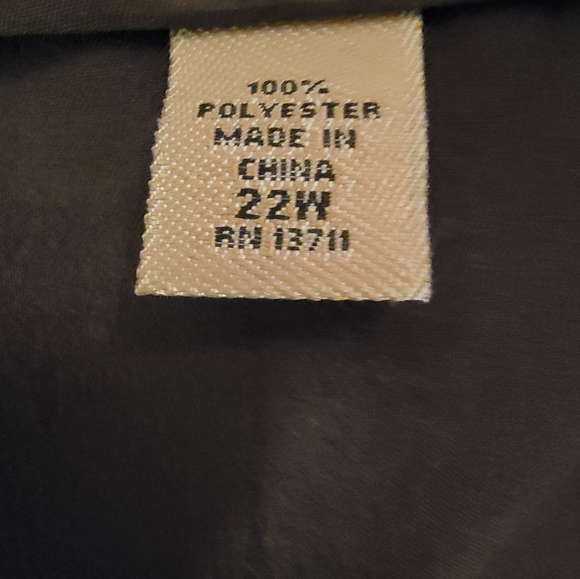 100%
POLYESTER
MADE IN
CHINA
22W
RN 13711